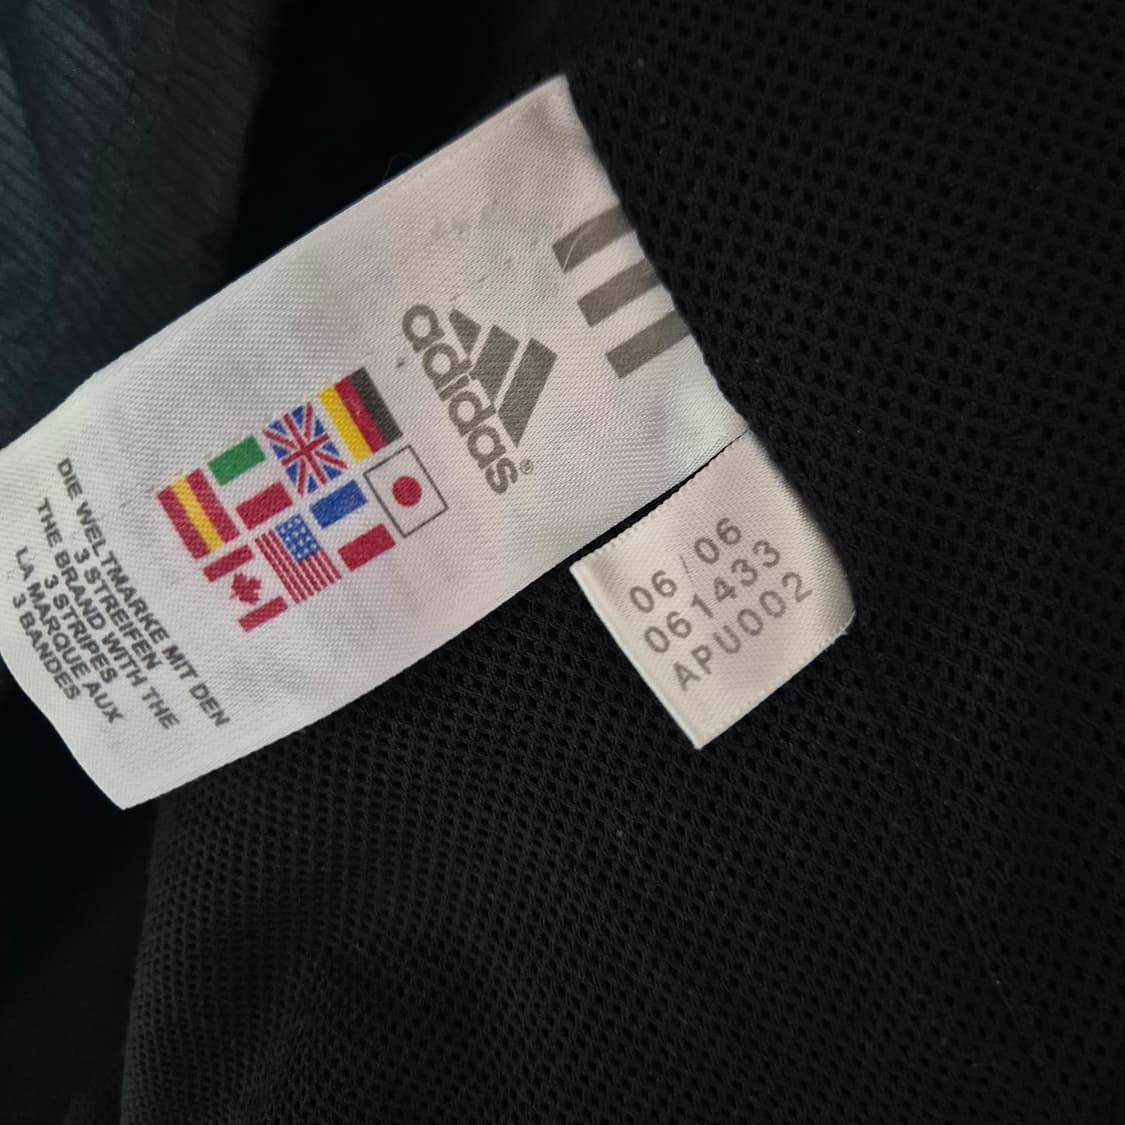 adidas®
DIE WELTMARKE MIT DEN
3 STREIFEN
THE BRAND WITH THE
3 STRIPES
LA MARQUE AUX
3 BANDES
06/06
061433
APU002